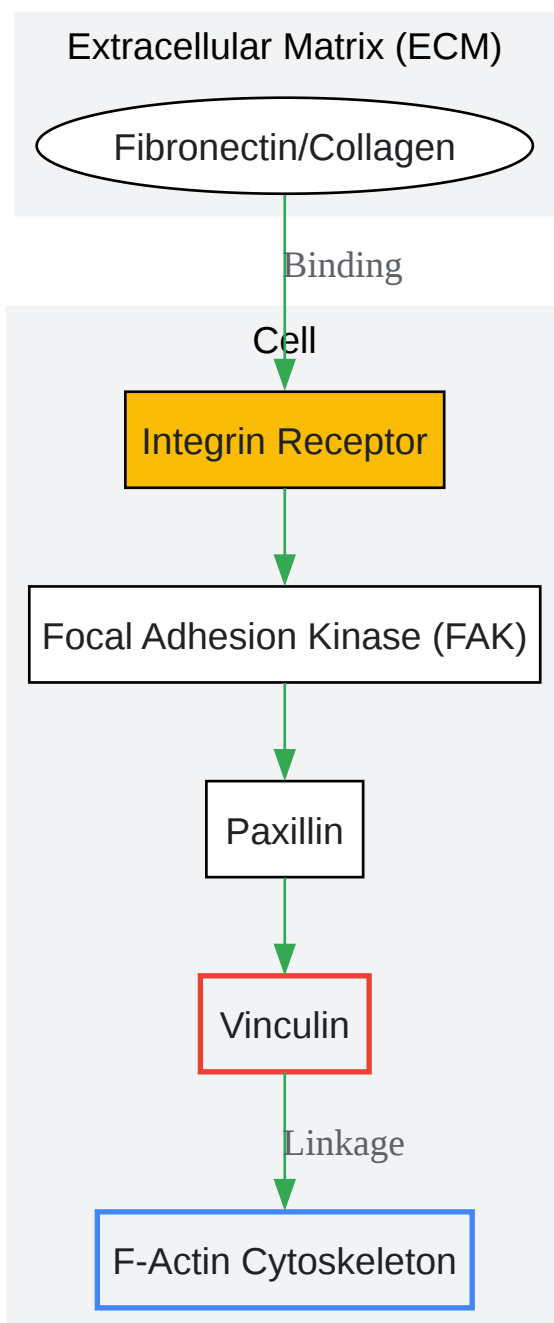 Extracellular Matrix (ECM)
Fibronectin/Collagen
Binding
Cell
Integrin Receptor
Focal Adhesion Kinase (FAK)
Paxillin
Vinculin
Linkage
F-Actin Cytoskeleton